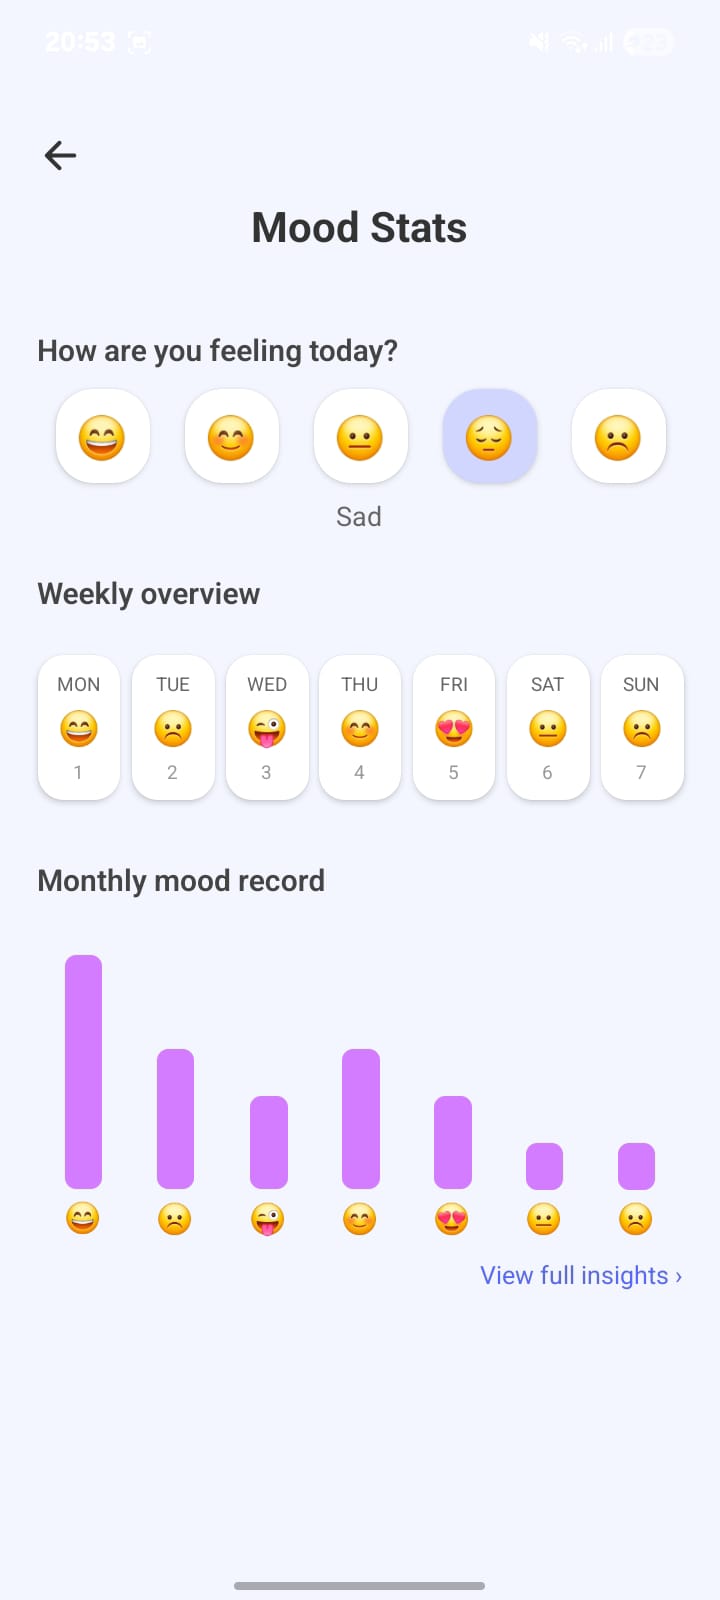 20:53
23
Mood Stats
How are you feeling today?
Sad
Weekly overview
MON TUE WED THU FRI SAT SUN
1 2 3 4 5 6 7
Monthly mood record
View full insights ›